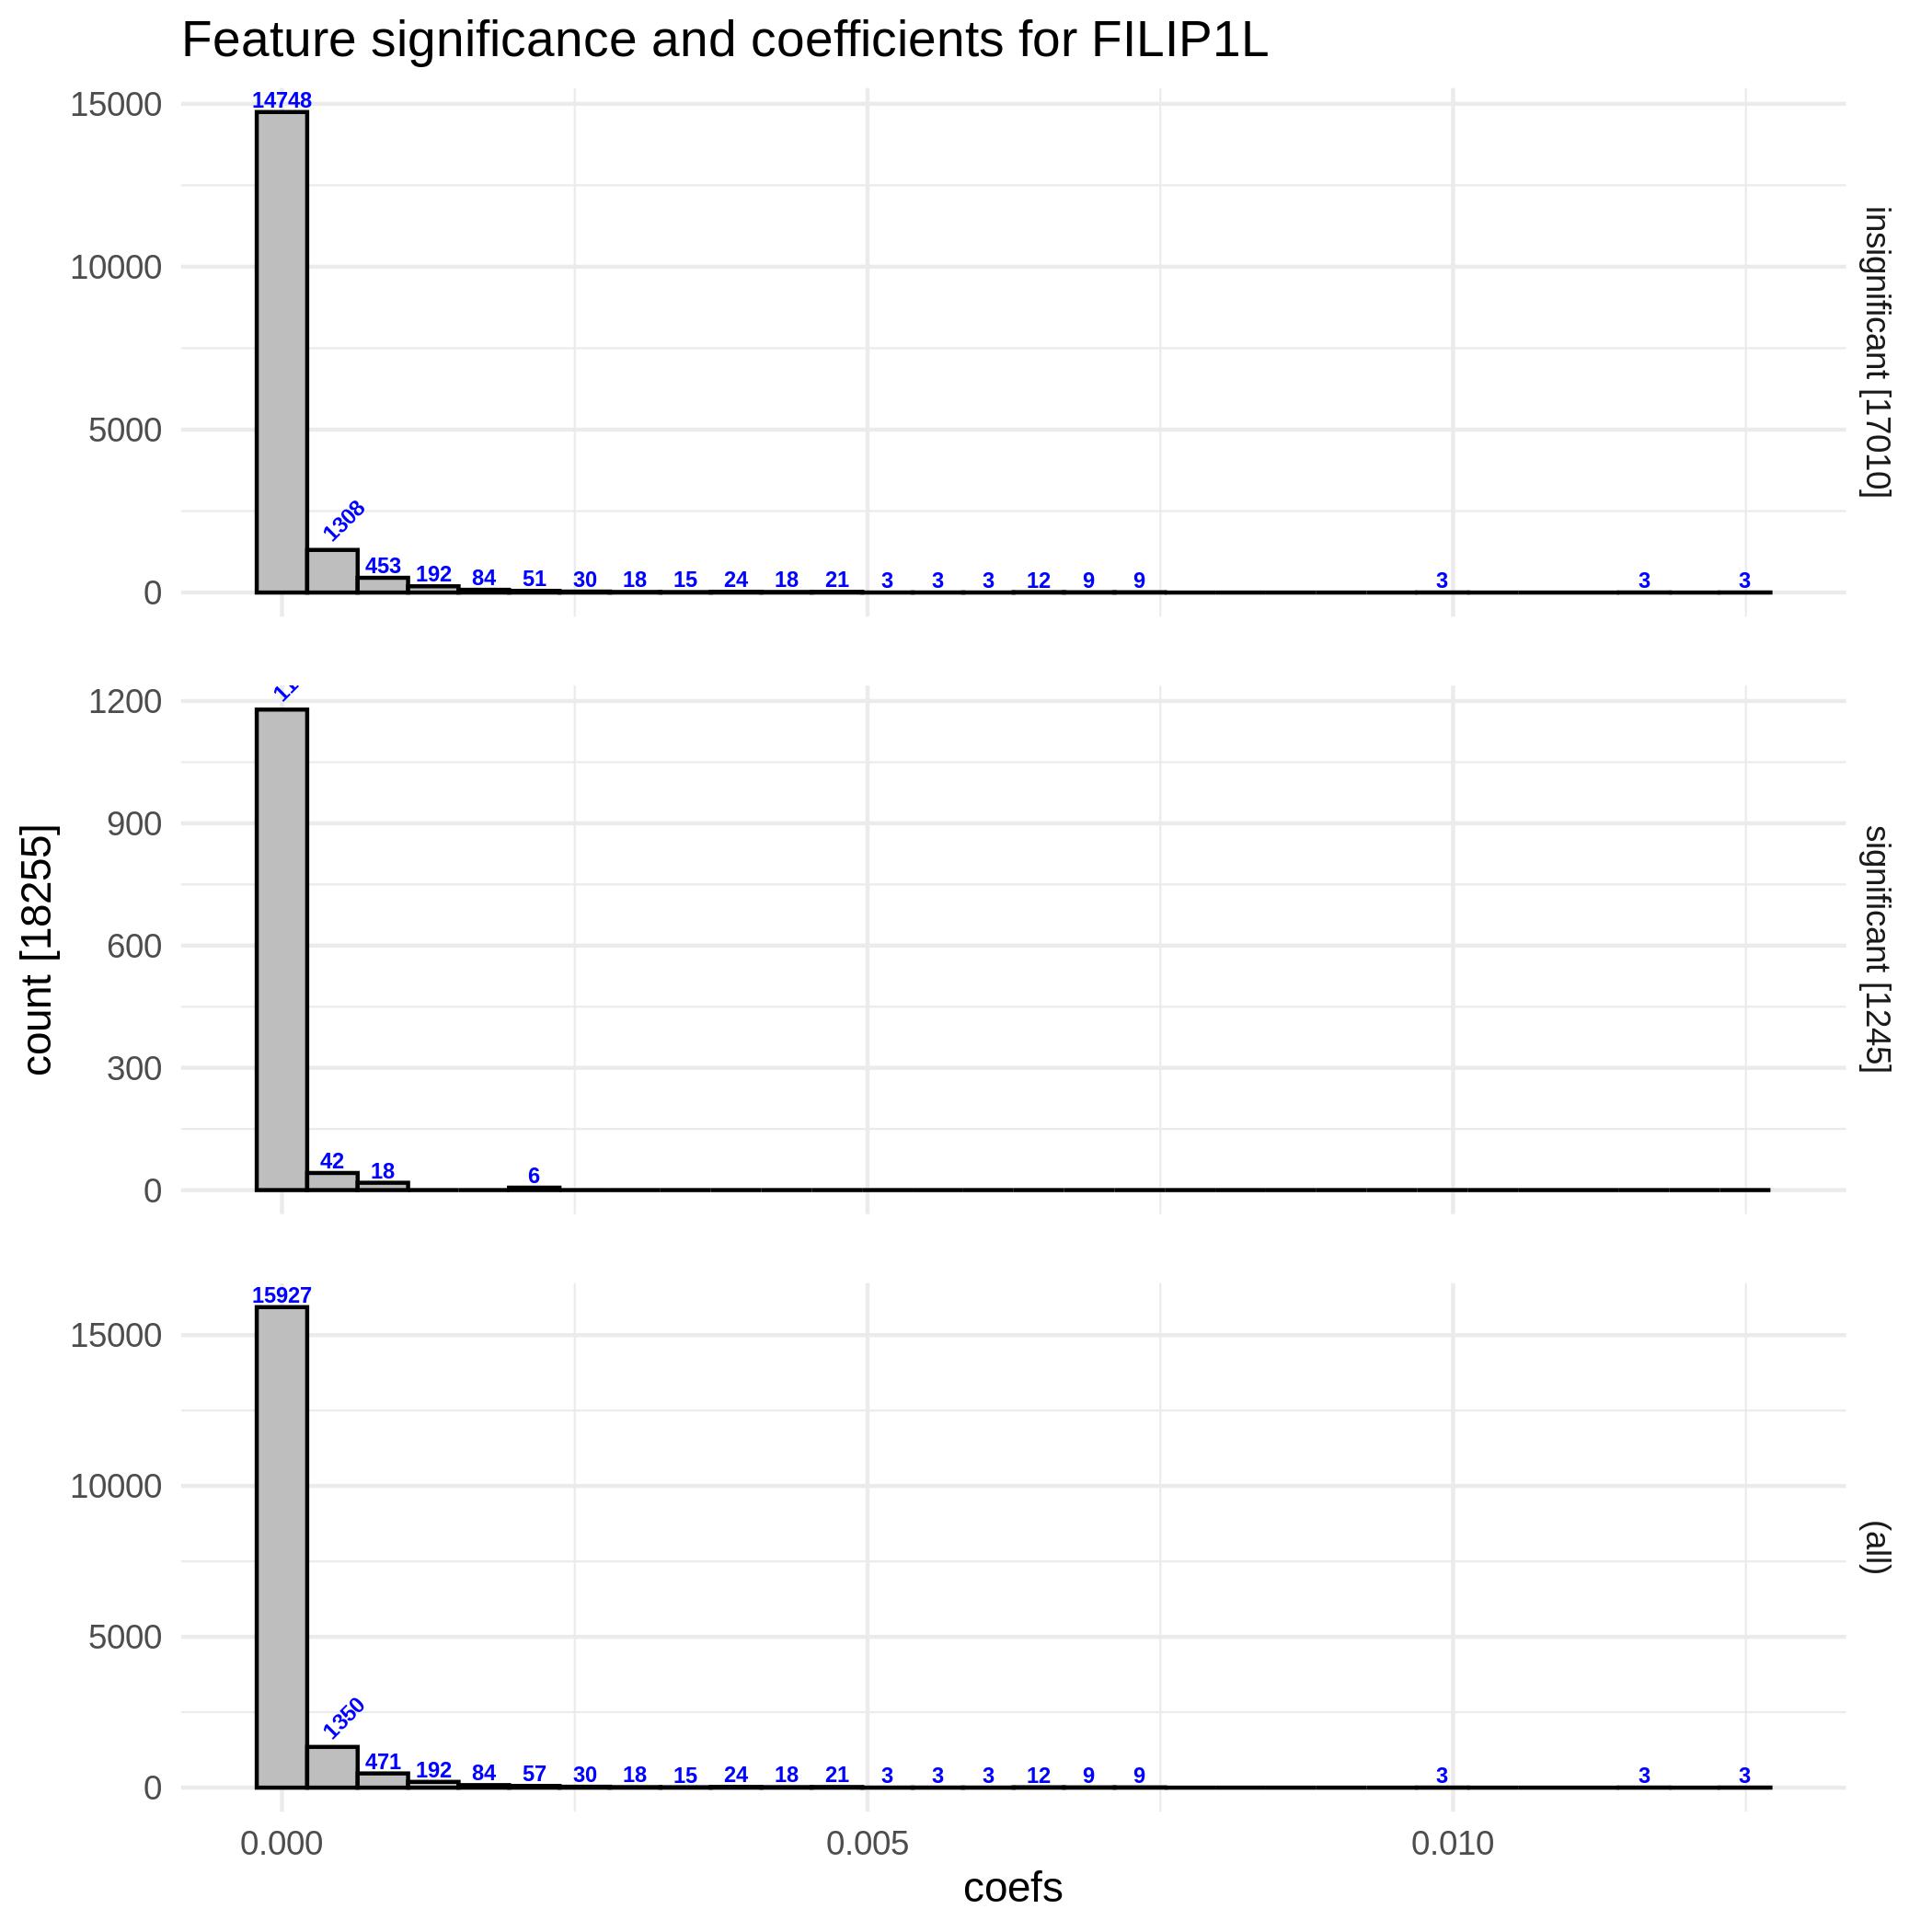 Feature significance and coefficients for FILIP1L
15000
10000
5000
0
14748
1308
453 192 84 51 30 18 15 24 18 21 3 3 3 12 9 9 3 3 3
insignificant [17010]
count [18255]
1200
900
600
300
0
42 18 6
significant [1245]
15000
10000
5000
0
15927
1350
471 192 84 57 30 18 15 24 18 21 3 3 3 12 9 9 3 3 3
(all)
0.000 0.005 0.010
coefs